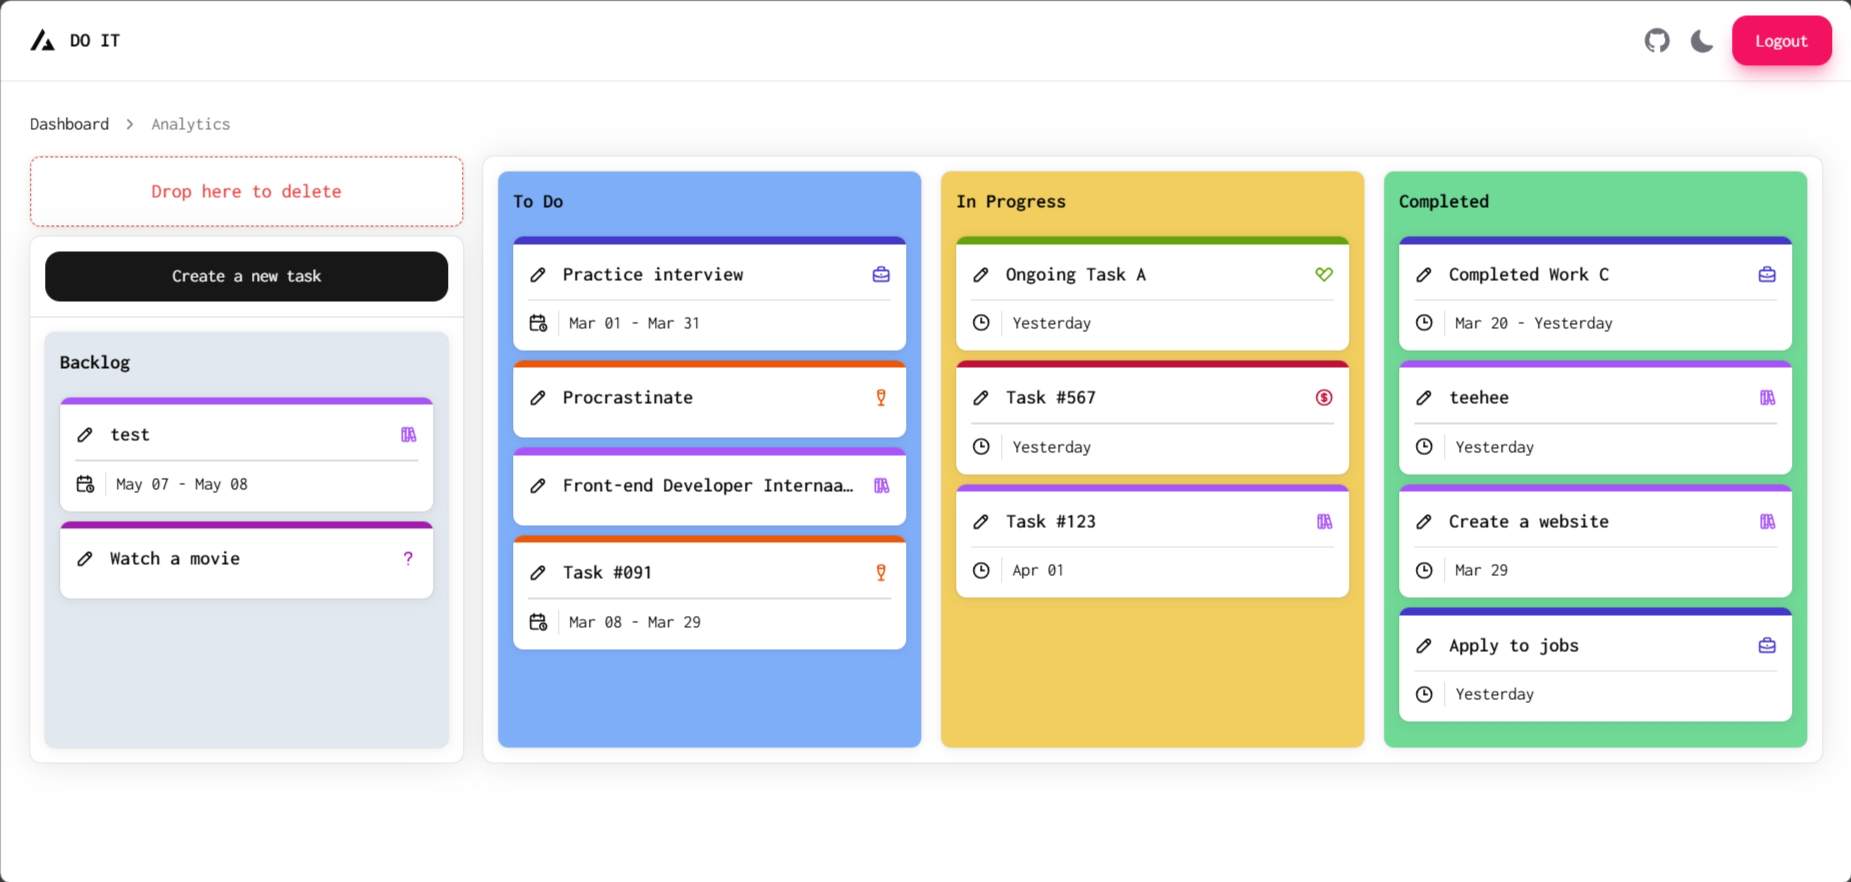 DO IT
Logout
Dashboard > Analytics
Drop here to delete
Create a new task
Backlog
test
May 07 - May 08
Watch a movie
?
To Do
Practice interview
Mar 01 - Mar 31
Procrastinate
Front-end Developer Internaa…
Task #091
Mar 08 - Mar 29
In Progress
Ongoing Task A
Yesterday
Task #567
$
Yesterday
Task #123
Apr 01
Completed
Completed Work C
Mar 20 - Yesterday
teehee
Yesterday
Create a website
Mar 29
Apply to jobs
Yesterday